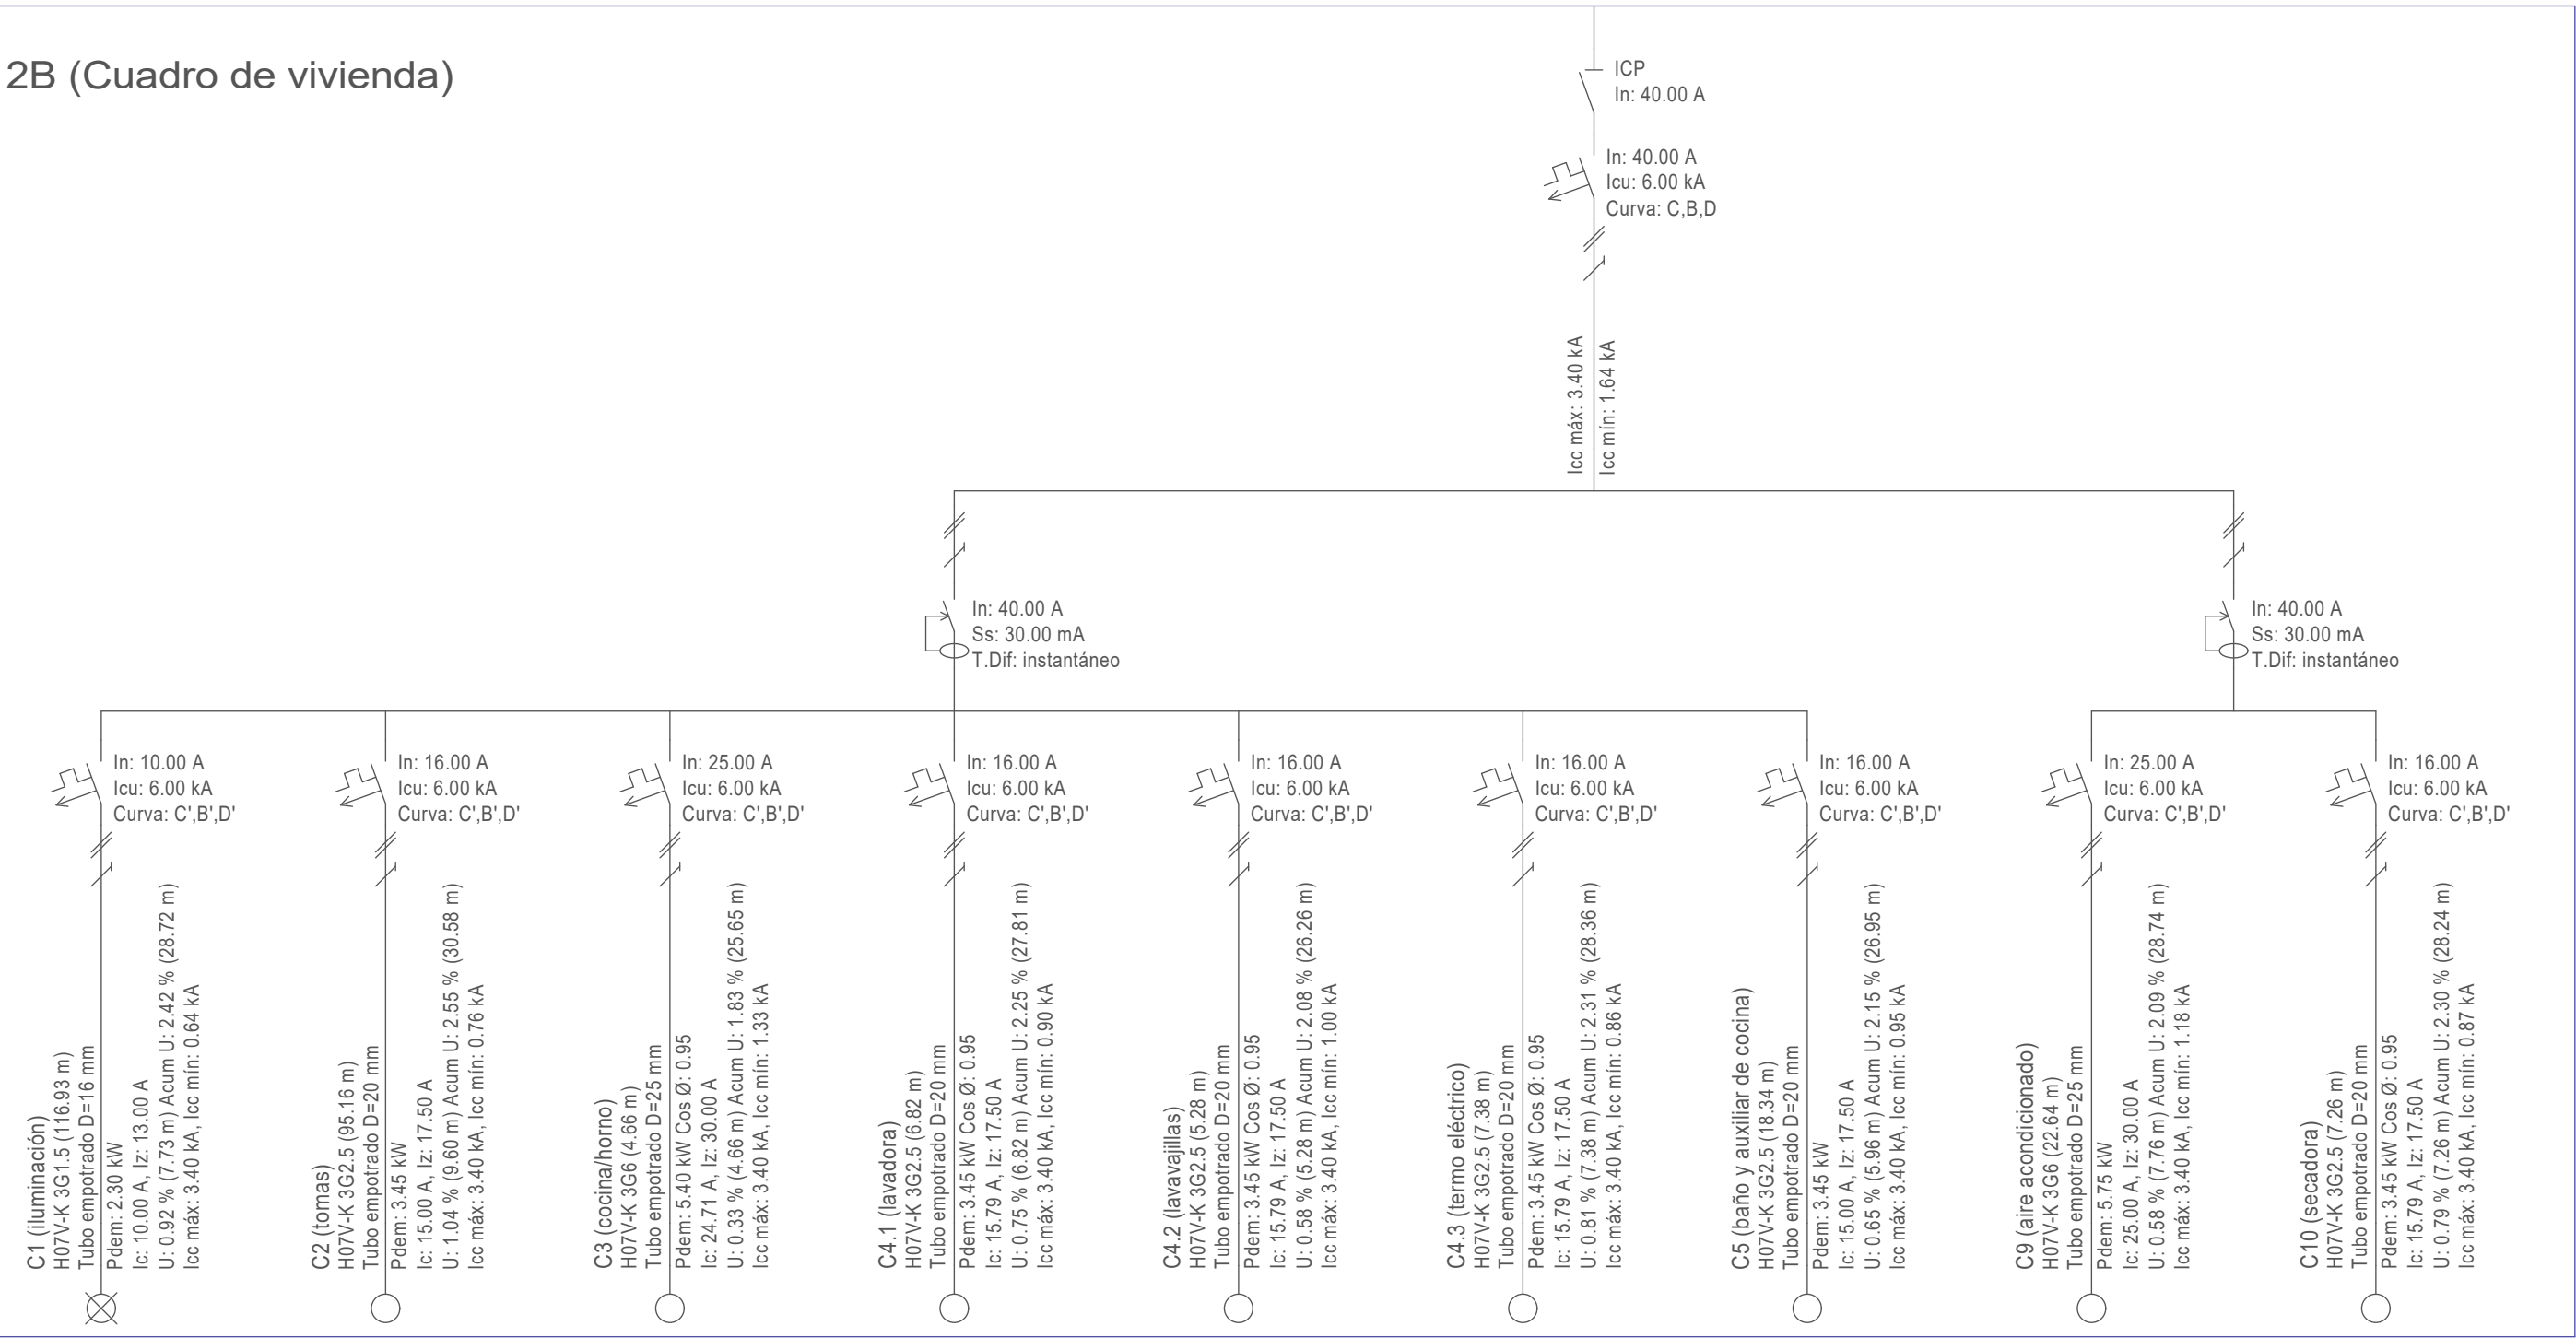 2B (Cuadro de vivienda)
ICP
In: 40.00 A
In: 40.00 A
Icu: 6.00 kA
Curva: C,B,D
Icc máx: 3.40 kA
Icc mín: 1.64 kA
In: 40.00 A
Ss: 30.00 mA
T.Dif: instantáneo
In: 40.00 A
Ss: 30.00 mA
T.Dif: instantáneo
In: 10.00 A
Icu: 6.00 kA
Curva: C',B',D'
In: 16.00 A
Icu: 6.00 kA
Curva: C',B',D'
In: 25.00 A
Icu: 6.00 kA
Curva: C',B',D'
In: 16.00 A
Icu: 6.00 kA
Curva: C',B',D'
In: 16.00 A
Icu: 6.00 kA
Curva: C',B',D'
In: 16.00 A
Icu: 6.00 kA
Curva: C',B',D'
In: 16.00 A
Icu: 6.00 kA
Curva: C',B',D'
In: 25.00 A
Icu: 6.00 kA
Curva: C',B',D'
In: 16.00 A
Icu: 6.00 kA
Curva: C',B',D'
C1 (iluminación)
H07V-K 3G1.5 (116.93 m)
Tubo empotrado D=16 mm
Pdem: 2.30 kW
Ic: 10.00 A, Iz: 13.00 A
U: 0.92 % (7.73 m) Acum U: 2.42 % (28.72 m)
Icc máx: 3.40 kA, Icc mín: 0.64 kA
C2 (tomas)
H07V-K 3G2.5 (95.16 m)
Tubo empotrado D=20 mm
Pdem: 3.45 kW
Ic: 15.00 A, Iz: 17.50 A
U: 1.04 % (9.60 m) Acum U: 2.55 % (30.58 m)
Icc máx: 3.40 kA, Icc mín: 0.76 kA
C3 (cocina/horno)
H07V-K 3G6 (4.66 m)
Tubo empotrado D=25 mm
Pdem: 5.40 kW Cos Ø: 0.95
Ic: 24.71 A, Iz: 30.00 A
U: 0.33 % (4.66 m) Acum U: 1.83 % (25.65 m)
Icc máx: 3.40 kA, Icc mín: 1.33 kA
C4.1 (lavadora)
H07V-K 3G2.5 (6.82 m)
Tubo empotrado D=20 mm
Pdem: 3.45 kW Cos Ø: 0.95
Ic: 15.79 A, Iz: 17.50 A
U: 0.75 % (6.82 m) Acum U: 2.25 % (27.81 m)
Icc máx: 3.40 kA, Icc mín: 0.90 kA
C4.2 (lavavajillas)
H07V-K 3G2.5 (5.28 m)
Tubo empotrado D=20 mm
Pdem: 3.45 kW Cos Ø: 0.95
Ic: 15.79 A, Iz: 17.50 A
U: 0.58 % (5.28 m) Acum U: 2.08 % (26.26 m)
Icc máx: 3.40 kA, Icc mín: 1.00 kA
C4.3 (termo eléctrico)
H07V-K 3G2.5 (7.38 m)
Tubo empotrado D=20 mm
Pdem: 3.45 kW Cos Ø: 0.95
Ic: 15.79 A, Iz: 17.50 A
U: 0.81 % (7.38 m) Acum U: 2.31 % (28.36 m)
Icc máx: 3.40 kA, Icc mín: 0.86 kA
C5 (baño y auxiliar de cocina)
H07V-K 3G2.5 (18.34 m)
Tubo empotrado D=20 mm
Pdem: 3.45 kW
Ic: 15.00 A, Iz: 17.50 A
U: 0.65 % (5.96 m) Acum U: 2.15 % (26.95 m)
Icc máx: 3.40 kA, Icc mín: 0.95 kA
C9 (aire acondicionado)
H07V-K 3G6 (22.64 m)
Tubo empotrado D=25 mm
Pdem: 5.75 kW
Ic: 25.00 A, Iz: 30.00 A
U: 0.58 % (7.76 m) Acum U: 2.09 % (28.74 m)
Icc máx: 3.40 kA, Icc mín: 1.18 kA
C10 (secadora)
H07V-K 3G2.5 (7.26 m)
Tubo empotrado D=20 mm
Pdem: 3.45 kW Cos Ø: 0.95
Ic: 15.79 A, Iz: 17.50 A
U: 0.79 % (7.26 m) Acum U: 2.30 % (28.24 m)
Icc máx: 3.40 kA, Icc mín: 0.87 kA